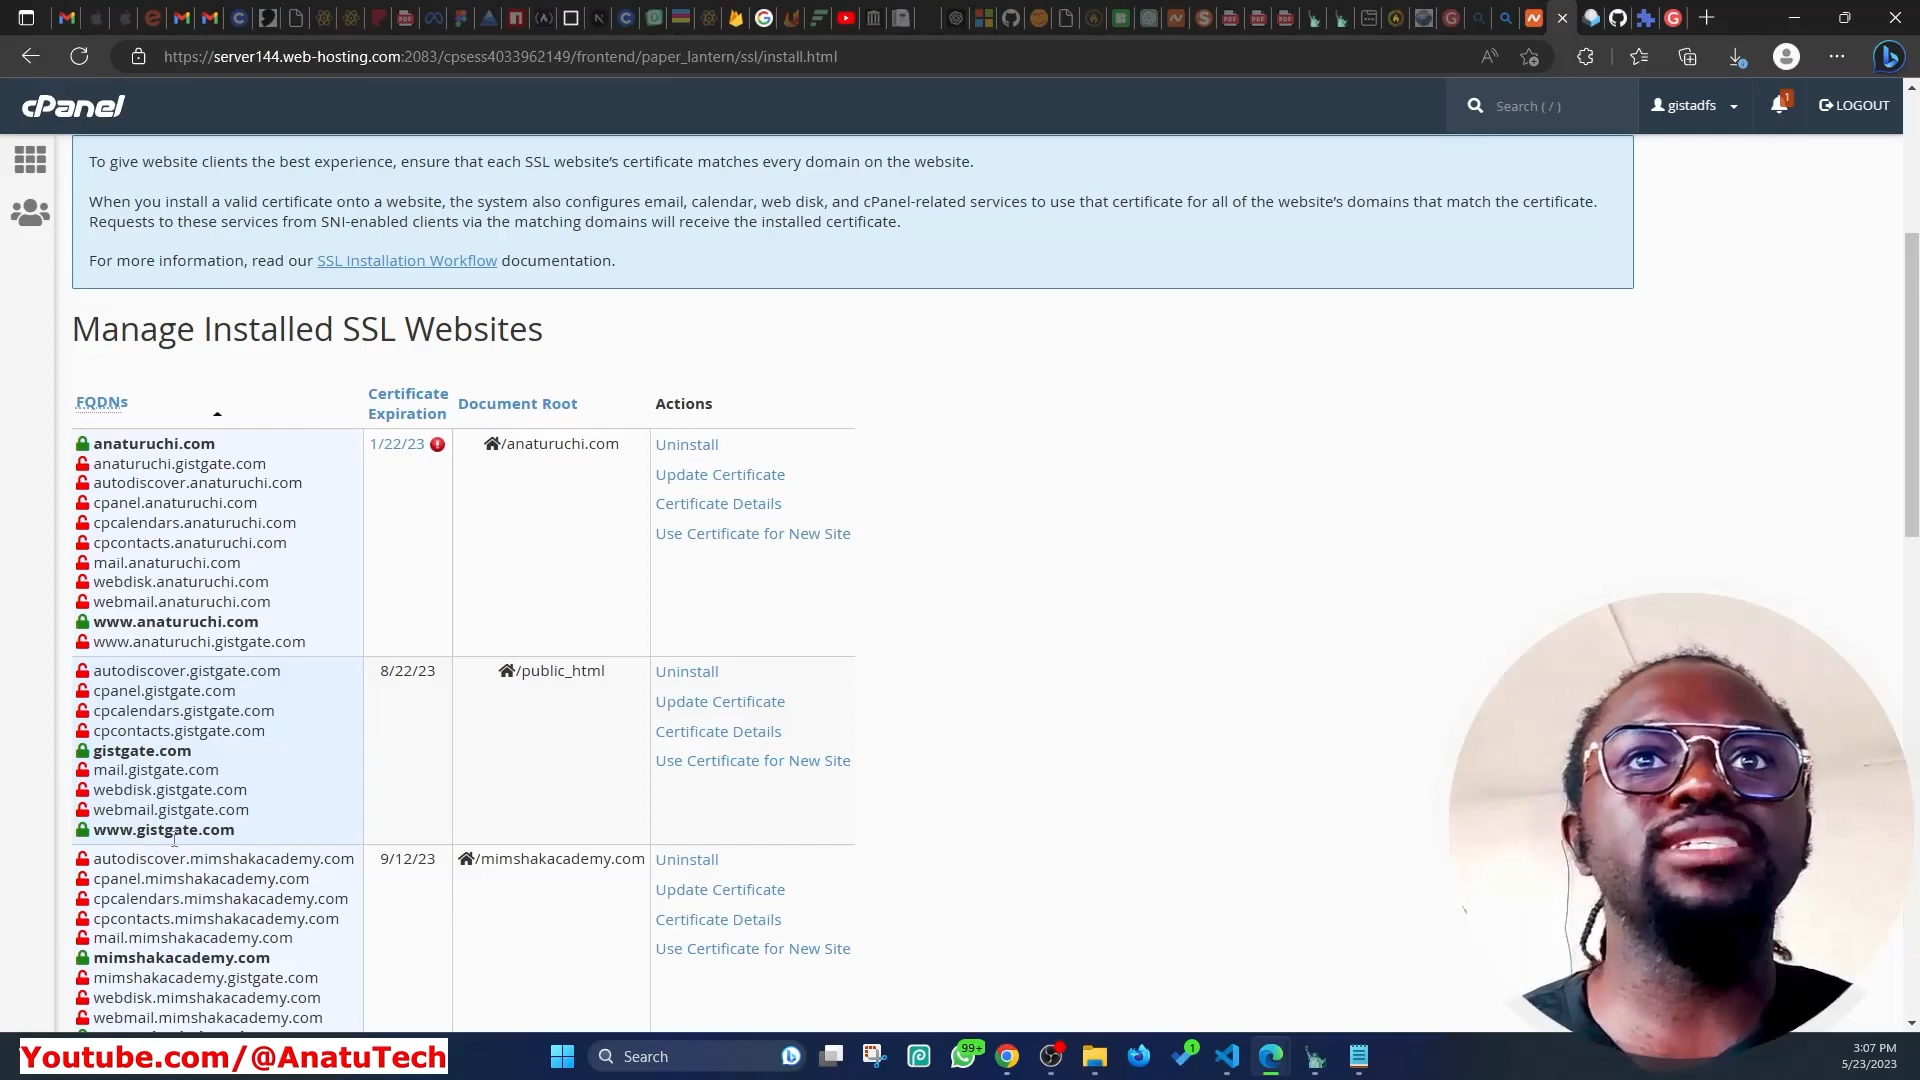 https://server144.web-hosting.com:2083/cpsess4033962149/frontend/paper_lantern/ssl/install.html
cPanel
Search ( / )
gistadfs
1
LOGOUT
To give website clients the best experience, ensure that each SSL website’s certificate matches every domain on the website.
When you install a valid certificate onto a website, the system also configures email, calendar, web disk, and cPanel-related services to use that certificate for all of the website’s domains that match the certificate.
Requests to these services from SNI-enabled clients via the matching domains will receive the installed certificate.
For more information, read our SSL Installation Workflow documentation.
Manage Installed SSL Websites
FQDNs
Certificate
Expiration
Document Root
Actions
anaturuchi.com
anaturuchi.gistgate.com
autodiscover.anaturuchi.com
cpanel.anaturuchi.com
cpcalendars.anaturuchi.com
cpcontacts.anaturuchi.com
mail.anaturuchi.com
webdisk.anaturuchi.com
webmail.anaturuchi.com
www.anaturuchi.com
www.anaturuchi.gistgate.com
1/22/23
/anaturuchi.com
Uninstall
Update Certificate
Certificate Details
Use Certificate for New Site
autodiscover.gistgate.com
cpanel.gistgate.com
cpcalendars.gistgate.com
cpcontacts.gistgate.com
gistgate.com
mail.gistgate.com
webdisk.gistgate.com
webmail.gistgate.com
www.gistgate.com
8/22/23
/public_html
Uninstall
Update Certificate
Certificate Details
Use Certificate for New Site
autodiscover.mimshakacademy.com
cpanel.mimshakacademy.com
cpcalendars.mimshakacademy.com
cpcontacts.mimshakacademy.com
mail.mimshakacademy.com
mimshakacademy.com
mimshakacademy.gistgate.com
webdisk.mimshakacademy.com
webmail.mimshakacademy.com
9/12/23
/mimshakacademy.com
Uninstall
Update Certificate
Certificate Details
Use Certificate for New Site
Youtube.com/@AnatuTech
Search
99+
1
3:07 PM
5/23/2023